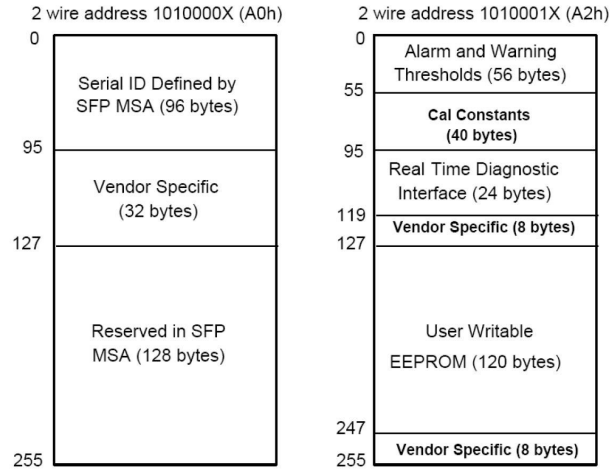 2 wire address 1010000X (A0h)
0
Serial ID Defined by
SFP MSA (96 bytes)
95
Vendor Specific
(32 bytes)
127
Reserved in SFP
MSA (128 bytes)
255
2 wire address 1010001X (A2h)
0
Alarm and Warning
Thresholds (56 bytes)
55
Cal Constants
(40 bytes)
95
Real Time Diagnostic
Interface (24 bytes)
119
Vendor Specific (8 bytes)
127
User Writable
EEPROM (120 bytes)
247
Vendor Specific (8 bytes)
255